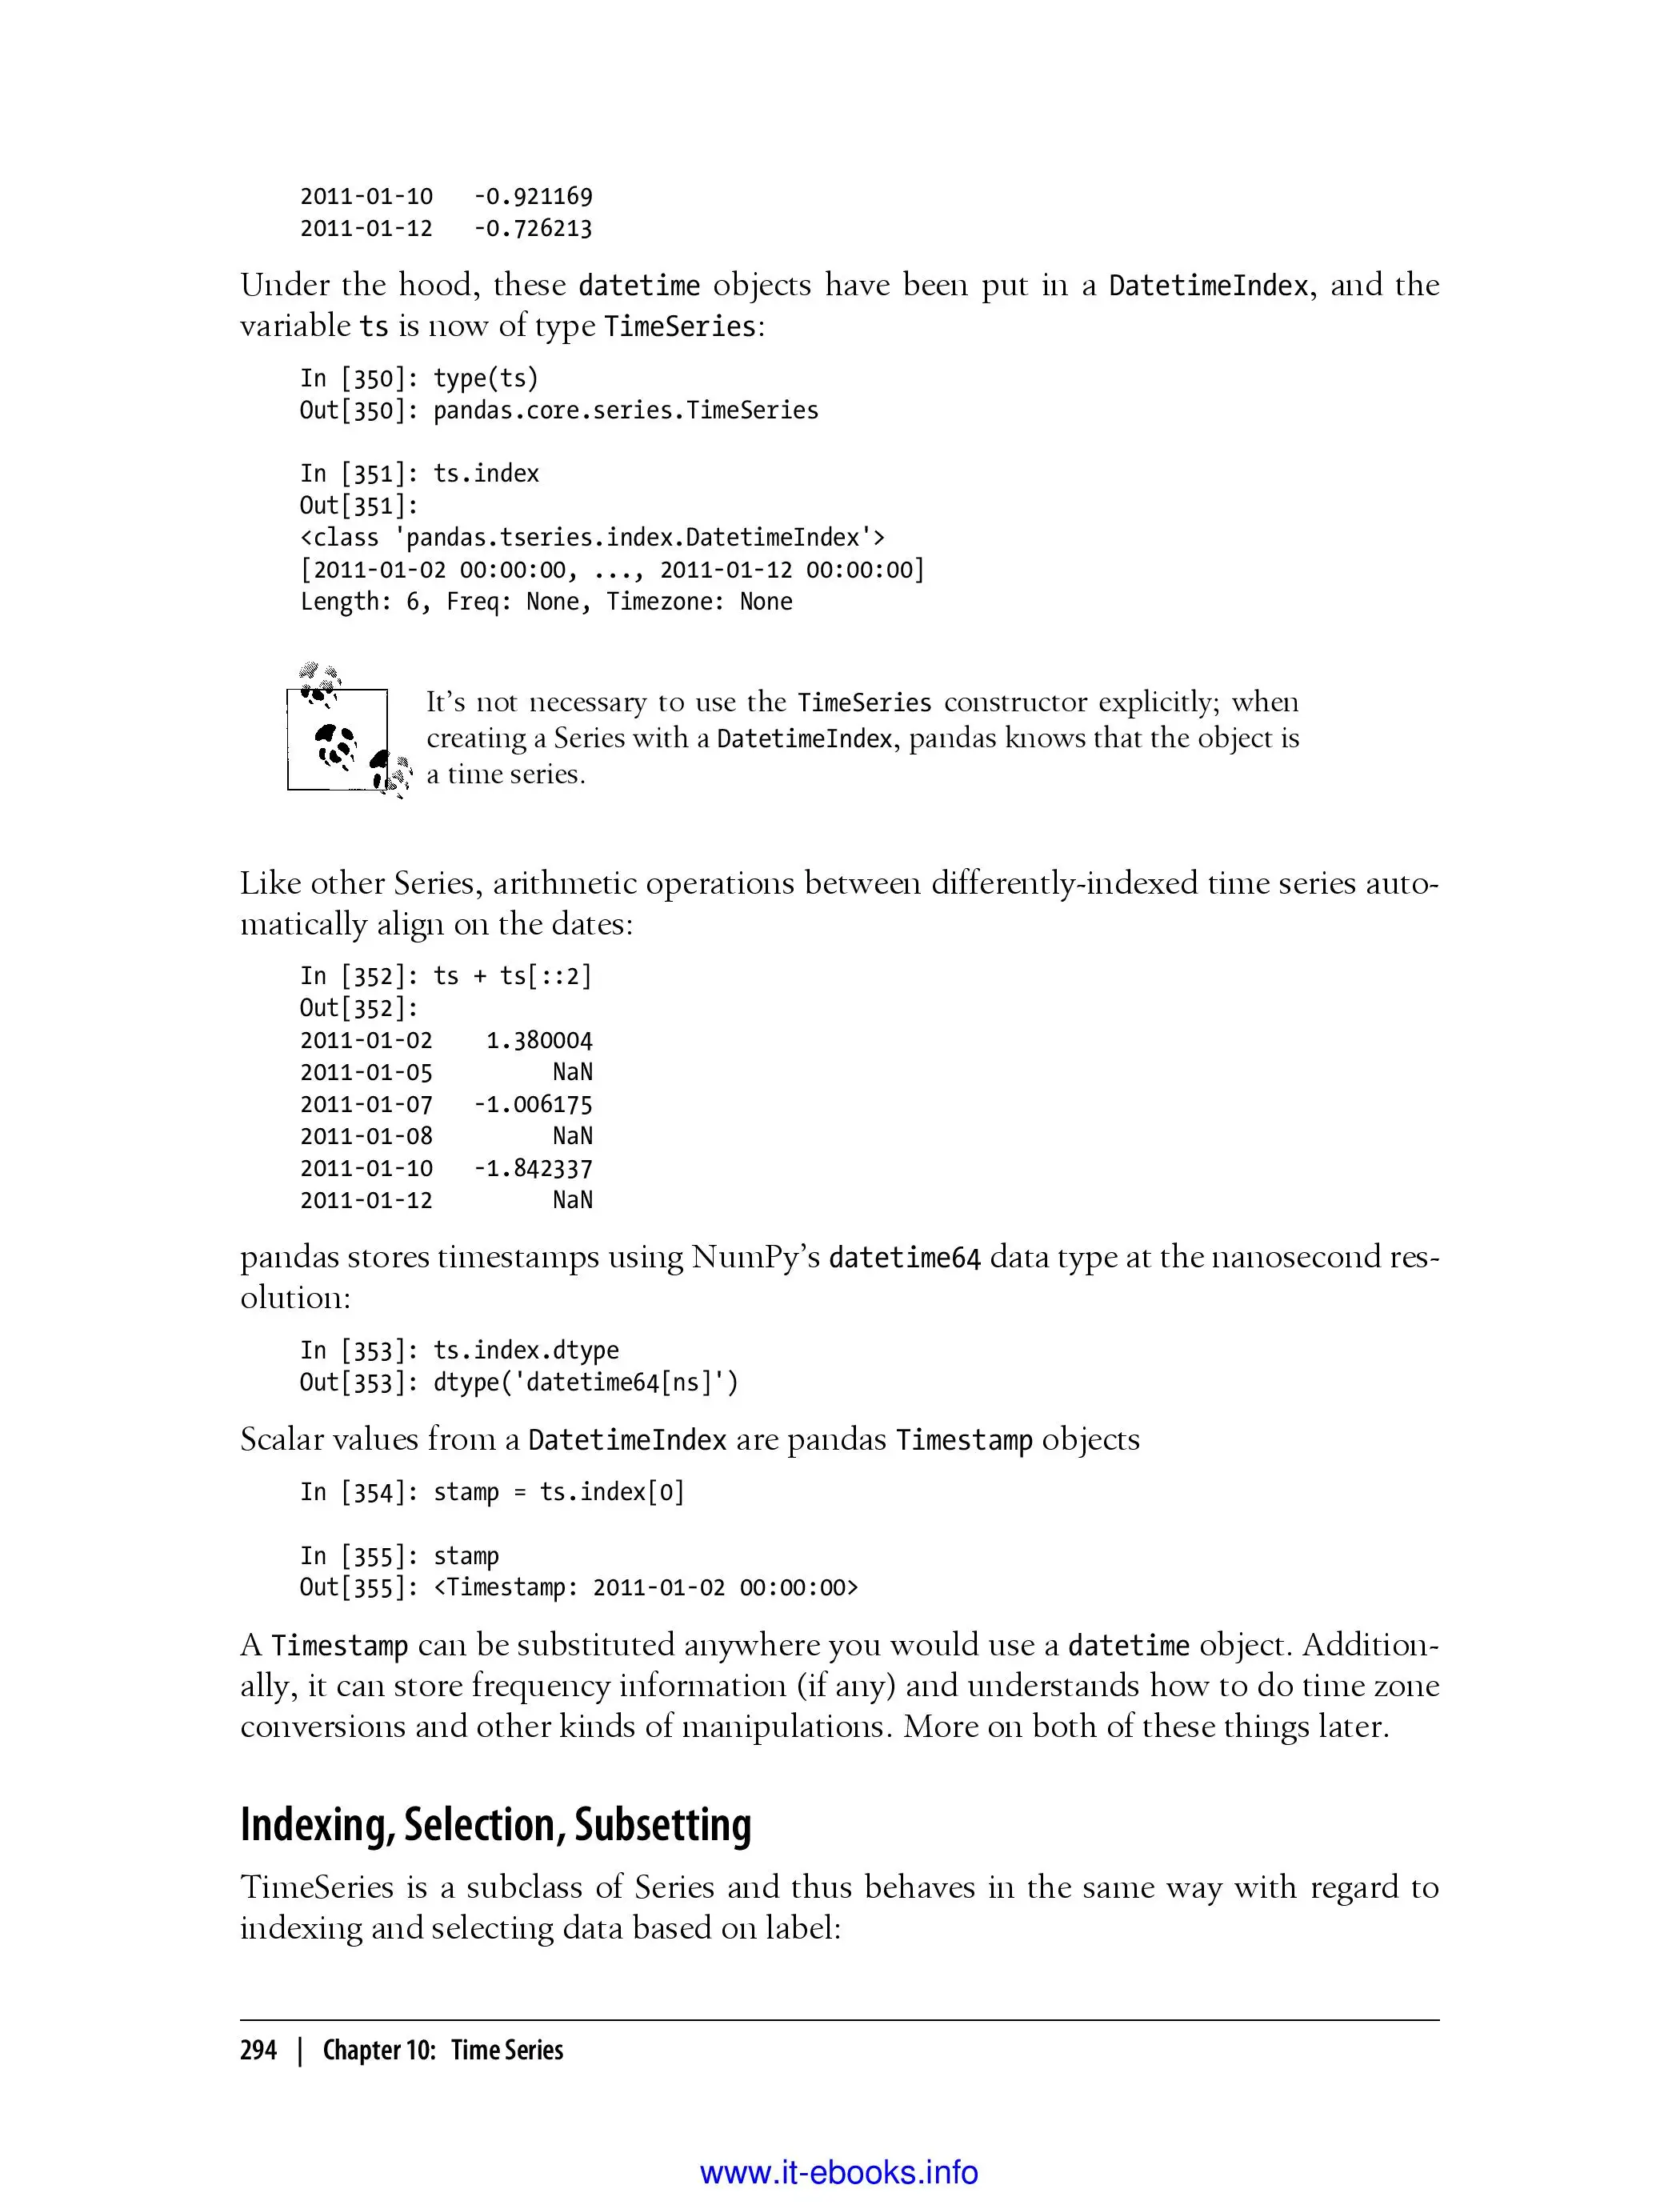 2011-01-10   -0.921169
2011-01-12   -0.726213
Under the hood, these datetime objects have been put in a DatetimeIndex, and the
variable ts is now of type TimeSeries:
In [350]: type(ts)
Out[350]: pandas.core.series.TimeSeries
In [351]: ts.index
Out[351]:
<class 'pandas.tseries.index.DatetimeIndex'>
[2011-01-02 00:00:00, ..., 2011-01-12 00:00:00]
Length: 6, Freq: None, Timezone: None
It’s not necessary to use the TimeSeries constructor explicitly; when
creating a Series with a DatetimeIndex, pandas knows that the object is
a time series.
Like other Series, arithmetic operations between differently-indexed time series auto-
matically align on the dates:
In [352]: ts + ts[::2]
Out[352]:
2011-01-02    1.380004
2011-01-05         NaN
2011-01-07   -1.006175
2011-01-08         NaN
2011-01-10   -1.842337
2011-01-12         NaN
pandas stores timestamps using NumPy’s datetime64 data type at the nanosecond res-
olution:
In [353]: ts.index.dtype
Out[353]: dtype('datetime64[ns]')
Scalar values from a DatetimeIndex are pandas Timestamp objects
In [354]: stamp = ts.index[0]
In [355]: stamp
Out[355]: <Timestamp: 2011-01-02 00:00:00>
A Timestamp can be substituted anywhere you would use a datetime object. Addition-
ally, it can store frequency information (if any) and understands how to do time zone
conversions and other kinds of manipulations. More on both of these things later.
Indexing, Selection, Subsetting
TimeSeries is a subclass of Series and thus behaves in the same way with regard to
indexing and selecting data based on label:
294 | Chapter 10: Time Series
www.it-ebooks.info